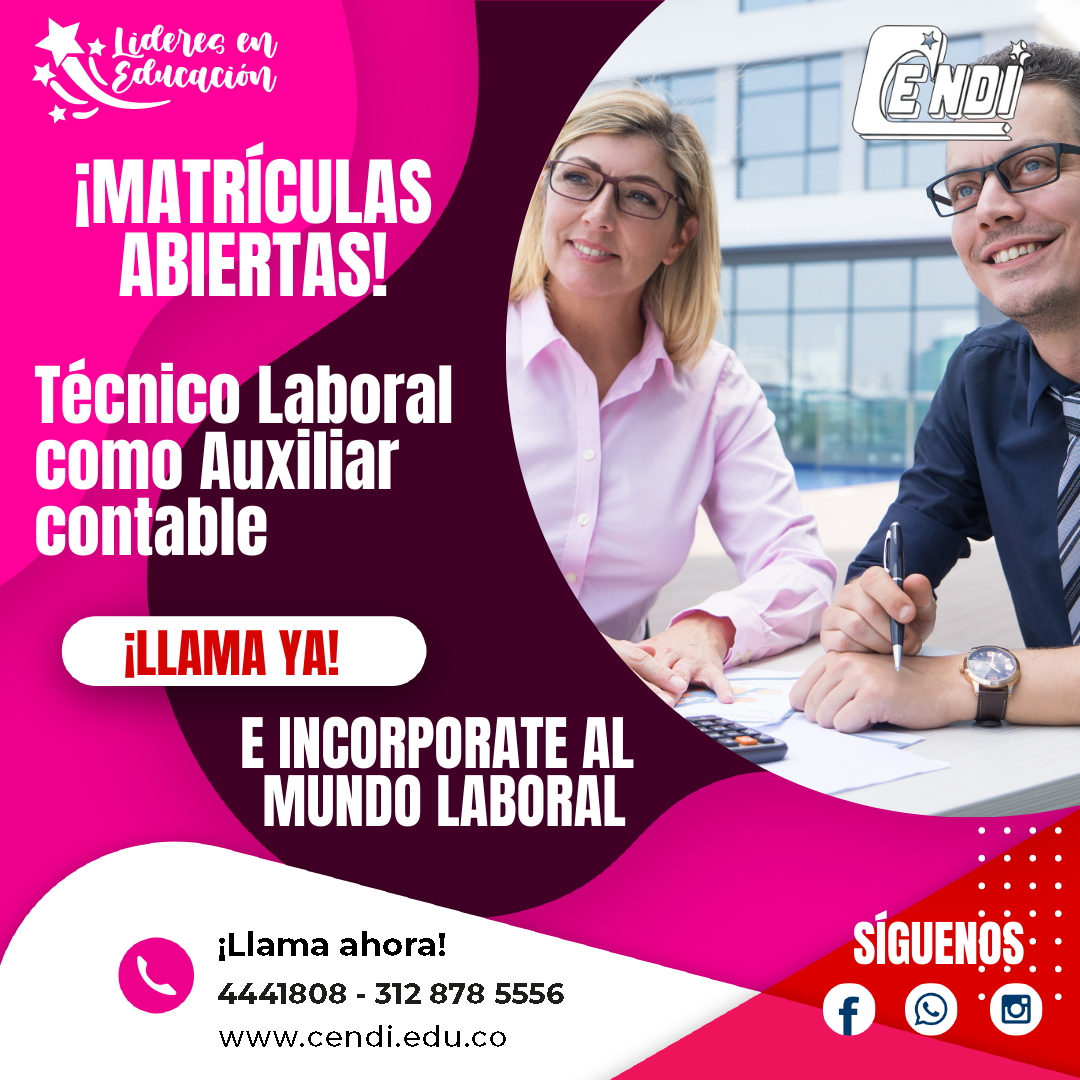 Lideres en
Educación
CENDI
¡MATRÍCULAS
ABIERTAS!
Técnico Laboral
como Auxiliar
contable
¡LLAMA YA!
E INCORPORATE AL
MUNDO LABORAL
¡Llama ahora!
4441808 - 312 878 5556
www.cendi.edu.co
SÍGUENOS